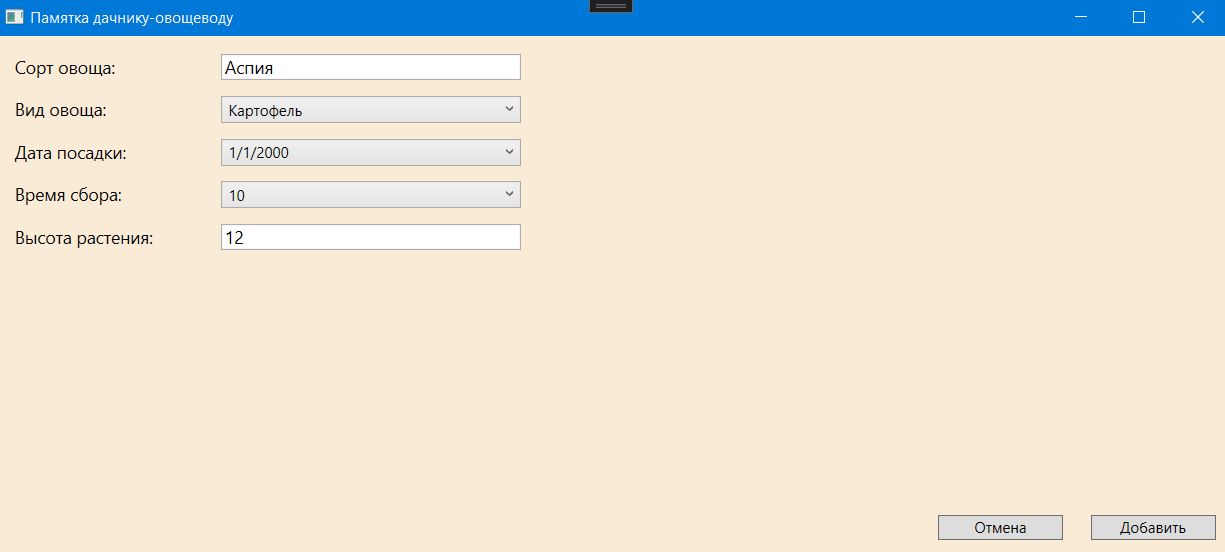 Памятка дачнику-овощеводу
Сорт овоща: Аспия
Вид овоща: Картофель
Дата посадки: 1/1/2000
Время сбора: 10
Высота растения: 12
Отмена Добавить